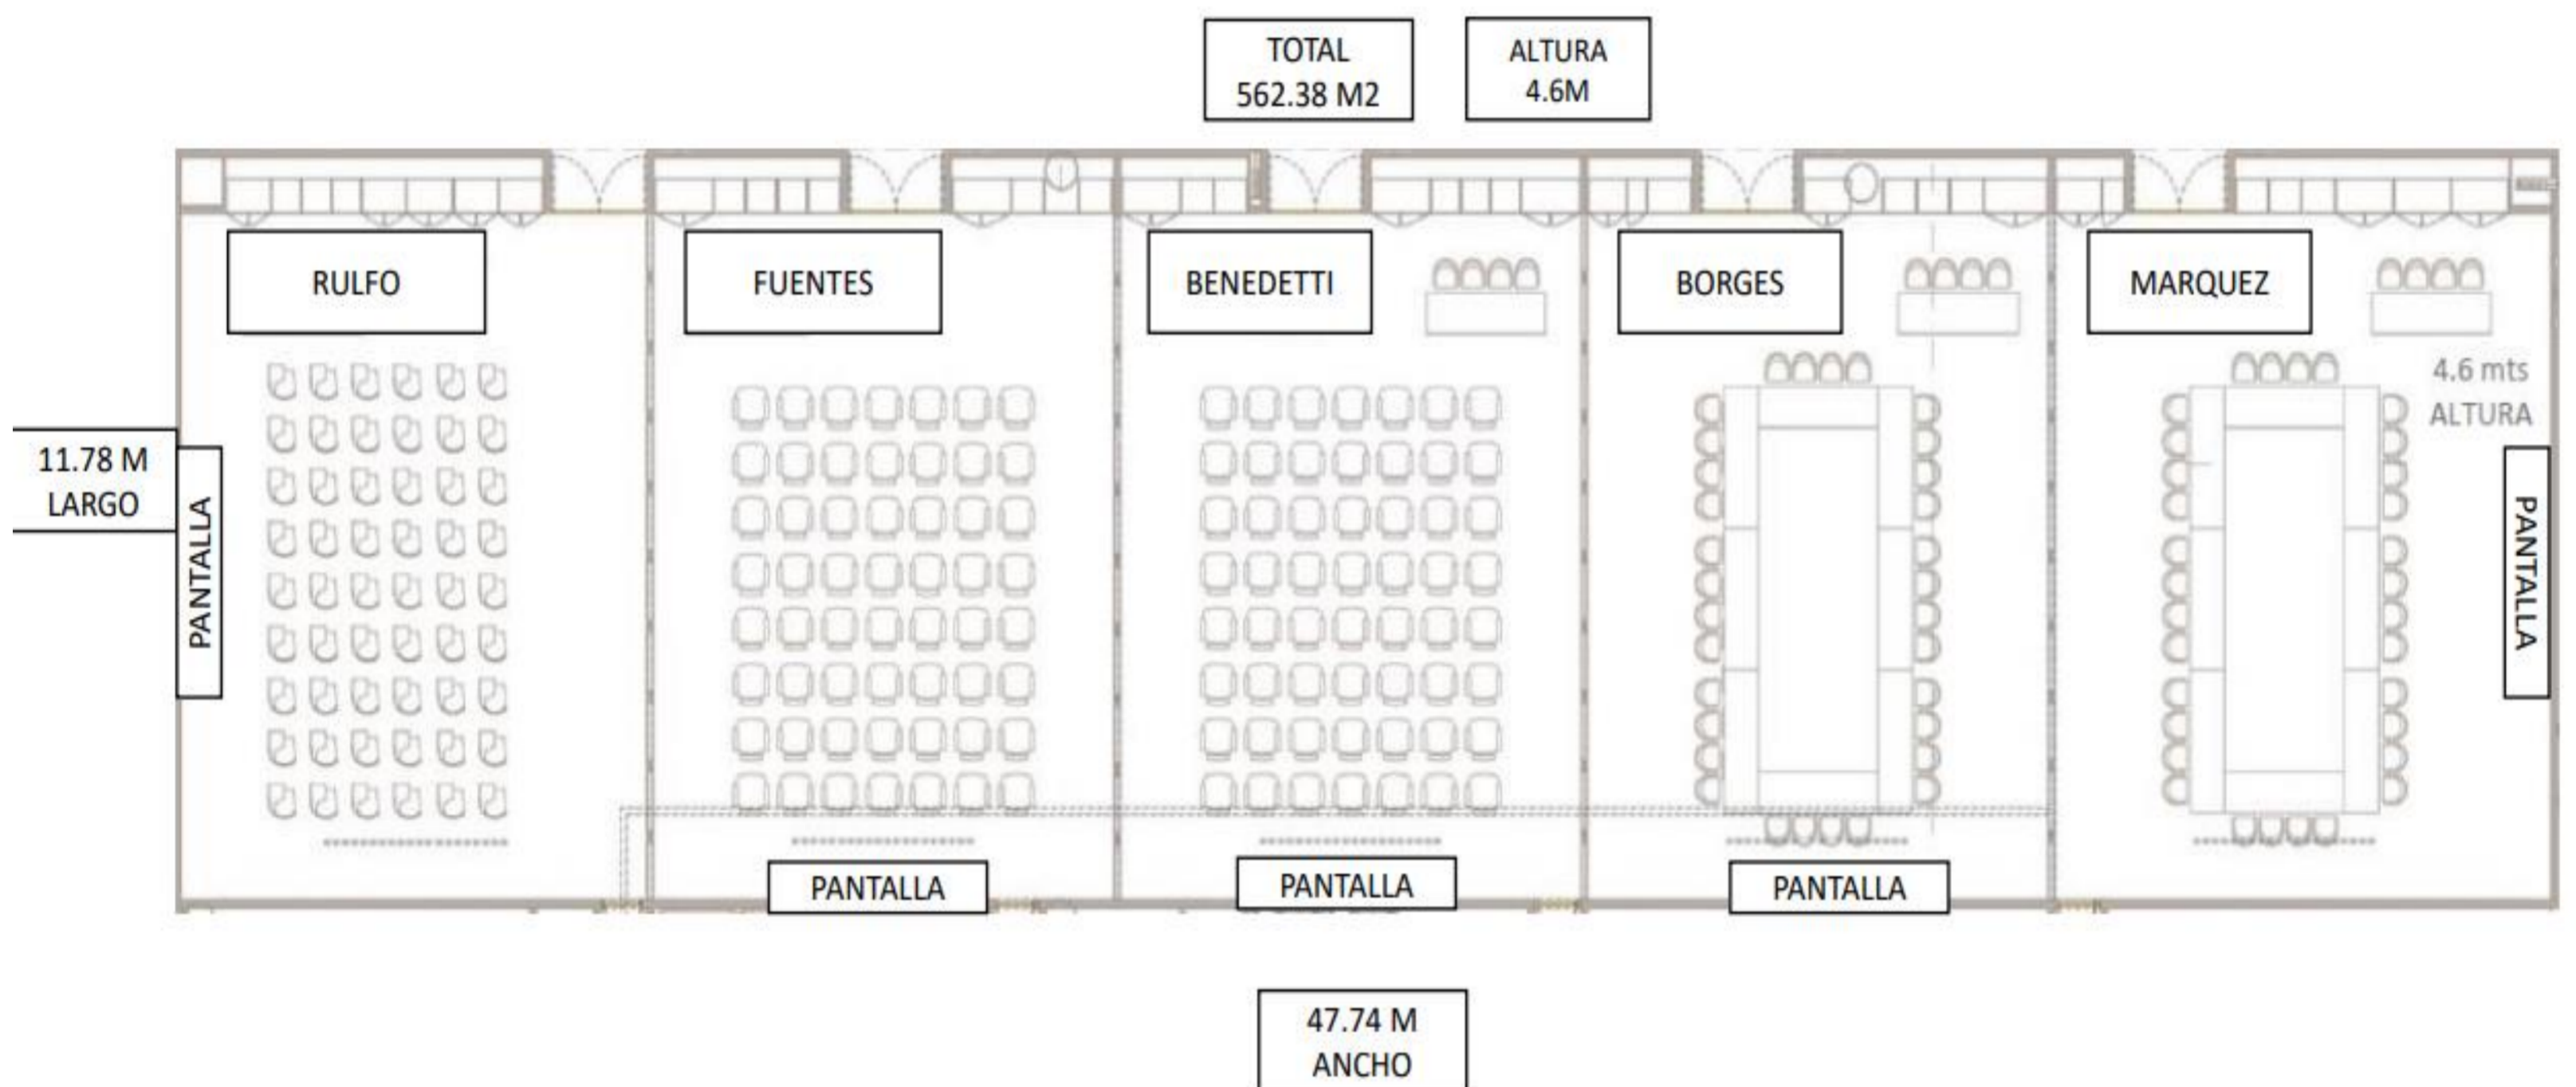 TOTAL
562.38 M2
ALTURA
4.6M
RULFO
FUENTES
BENEDETTI
BORGES
MARQUEZ
4.6 mts
ALTURA
11.78 M
LARGO
PANTALLA
PANTALLA
PANTALLA
PANTALLA
PANTALLA
47.74 M
ANCHO